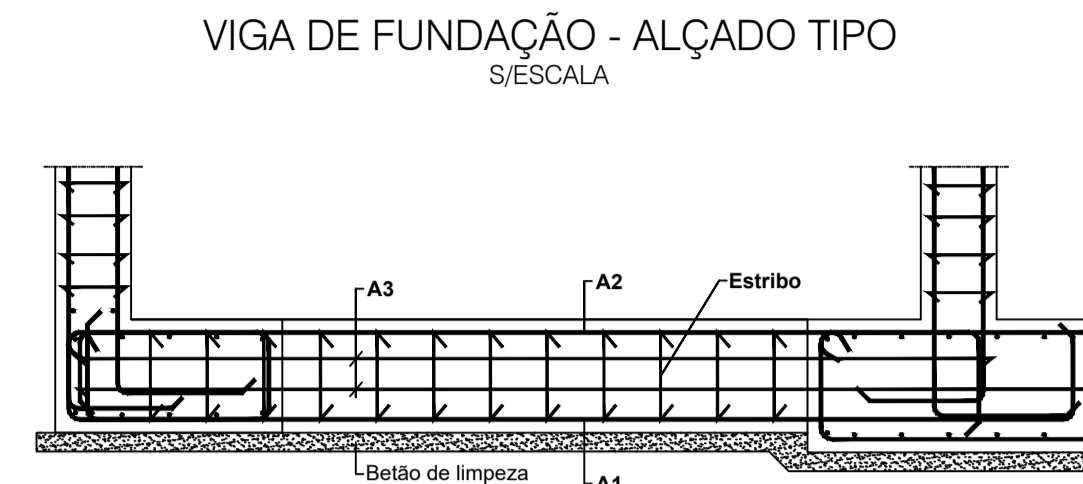 VIGA DE FUNDAÇÃO - ALÇADO TIPO
S/ESCALA
A3
A2
Estribo
Betão de limpeza
A1